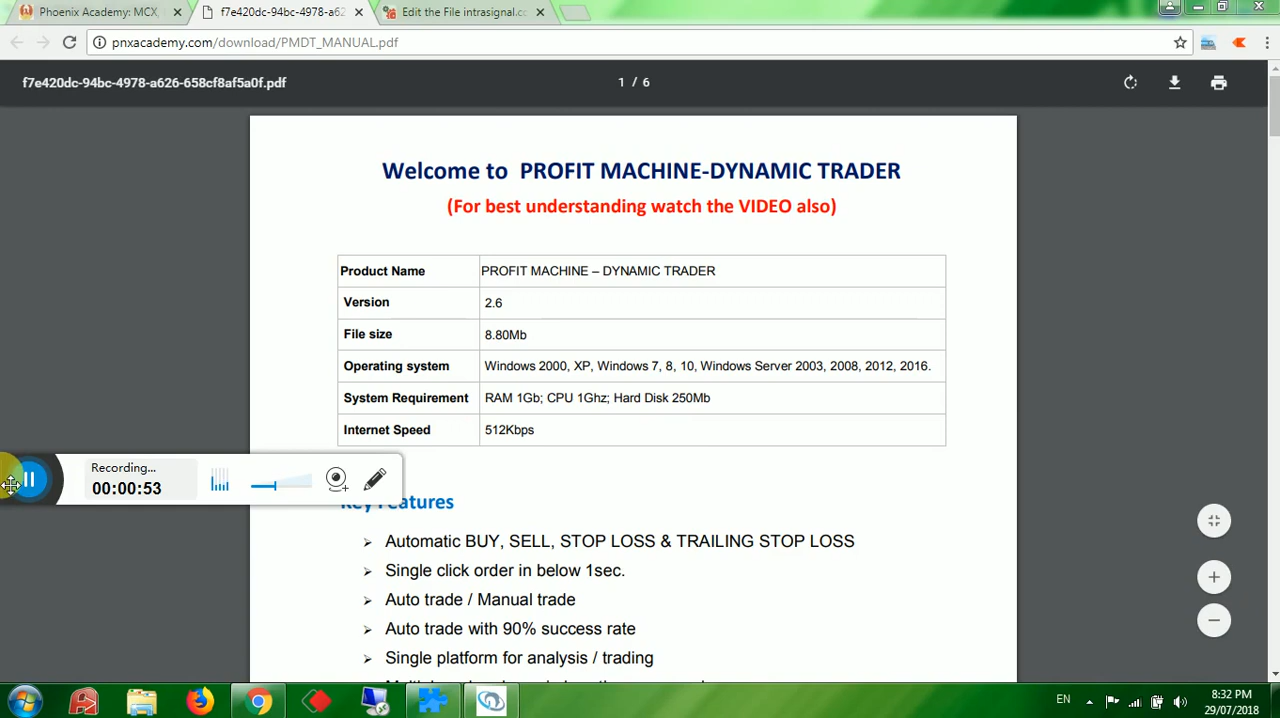 Phoenix Academy: MCX,
f7e420dc-94bc-4978-a62
Edit the File intrasignal.cc
pnxacademy.com/download/PMDT_MANUAL.pdf
f7e420dc-94bc-4978-a626-658cf8af5a0f.pdf
1 / 6
Welcome to PROFIT MACHINE-DYNAMIC TRADER
(For best understanding watch the VIDEO also)
Product Name PROFIT MACHINE – DYNAMIC TRADER
Version 2.6
File size 8.80Mb
Operating system Windows 2000, XP, Windows 7, 8, 10, Windows Server 2003, 2008, 2012, 2016.
System Requirement RAM 1Gb; CPU 1Ghz; Hard Disk 250Mb
Internet Speed 512Kbps
Recording...
00:00:53
Key Features
➢ Automatic BUY, SELL, STOP LOSS & TRAILING STOP LOSS
➢ Single click order in below 1sec.
➢ Auto trade / Manual trade
➢ Auto trade with 90% success rate
➢ Single platform for analysis / trading
EN
8:32 PM
29/07/2018